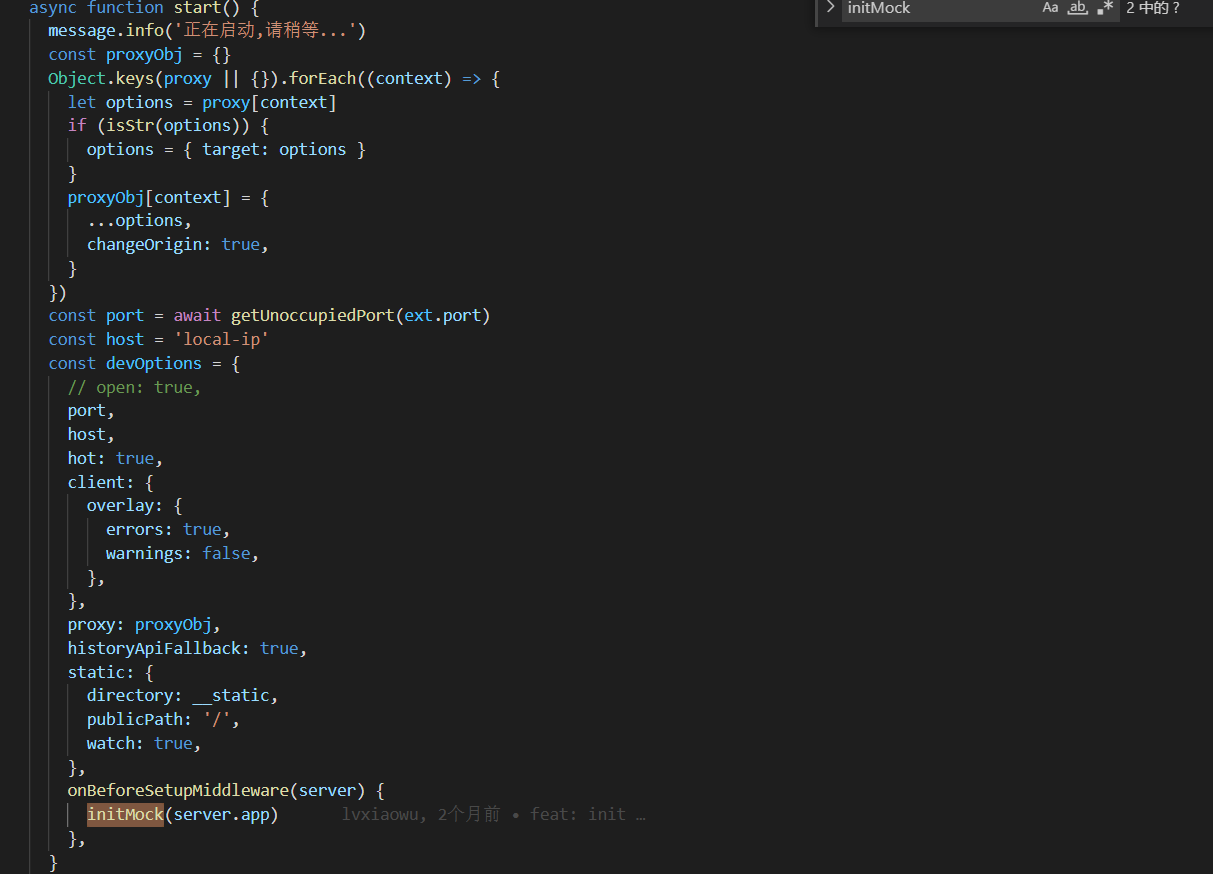 initMock Aa ab 2 中的 ?
async function start() {
message.info('正在启动,请稍等...')
const proxyObj = {}
Object.keys(proxy || {}).forEach((context) => {
let options = proxy[context]
if (isStr(options)) {
options = { target: options }
}
proxyObj[context] = {
...options,
changeOrigin: true,
}
})
const port = await getUnoccupiedPort(ext.port)
const host = 'local-ip'
const devOptions = {
// open: true,
port,
host,
hot: true,
client: {
overlay: {
errors: true,
warnings: false,
},
},
proxy: proxyObj,
historyApiFallback: true,
static: {
directory: __static,
publicPath: '/',
watch: true,
},
onBeforeSetupMiddleware(server) {
initMock(server.app) lvxiaowu, 2个月前 • feat: init …
},
}